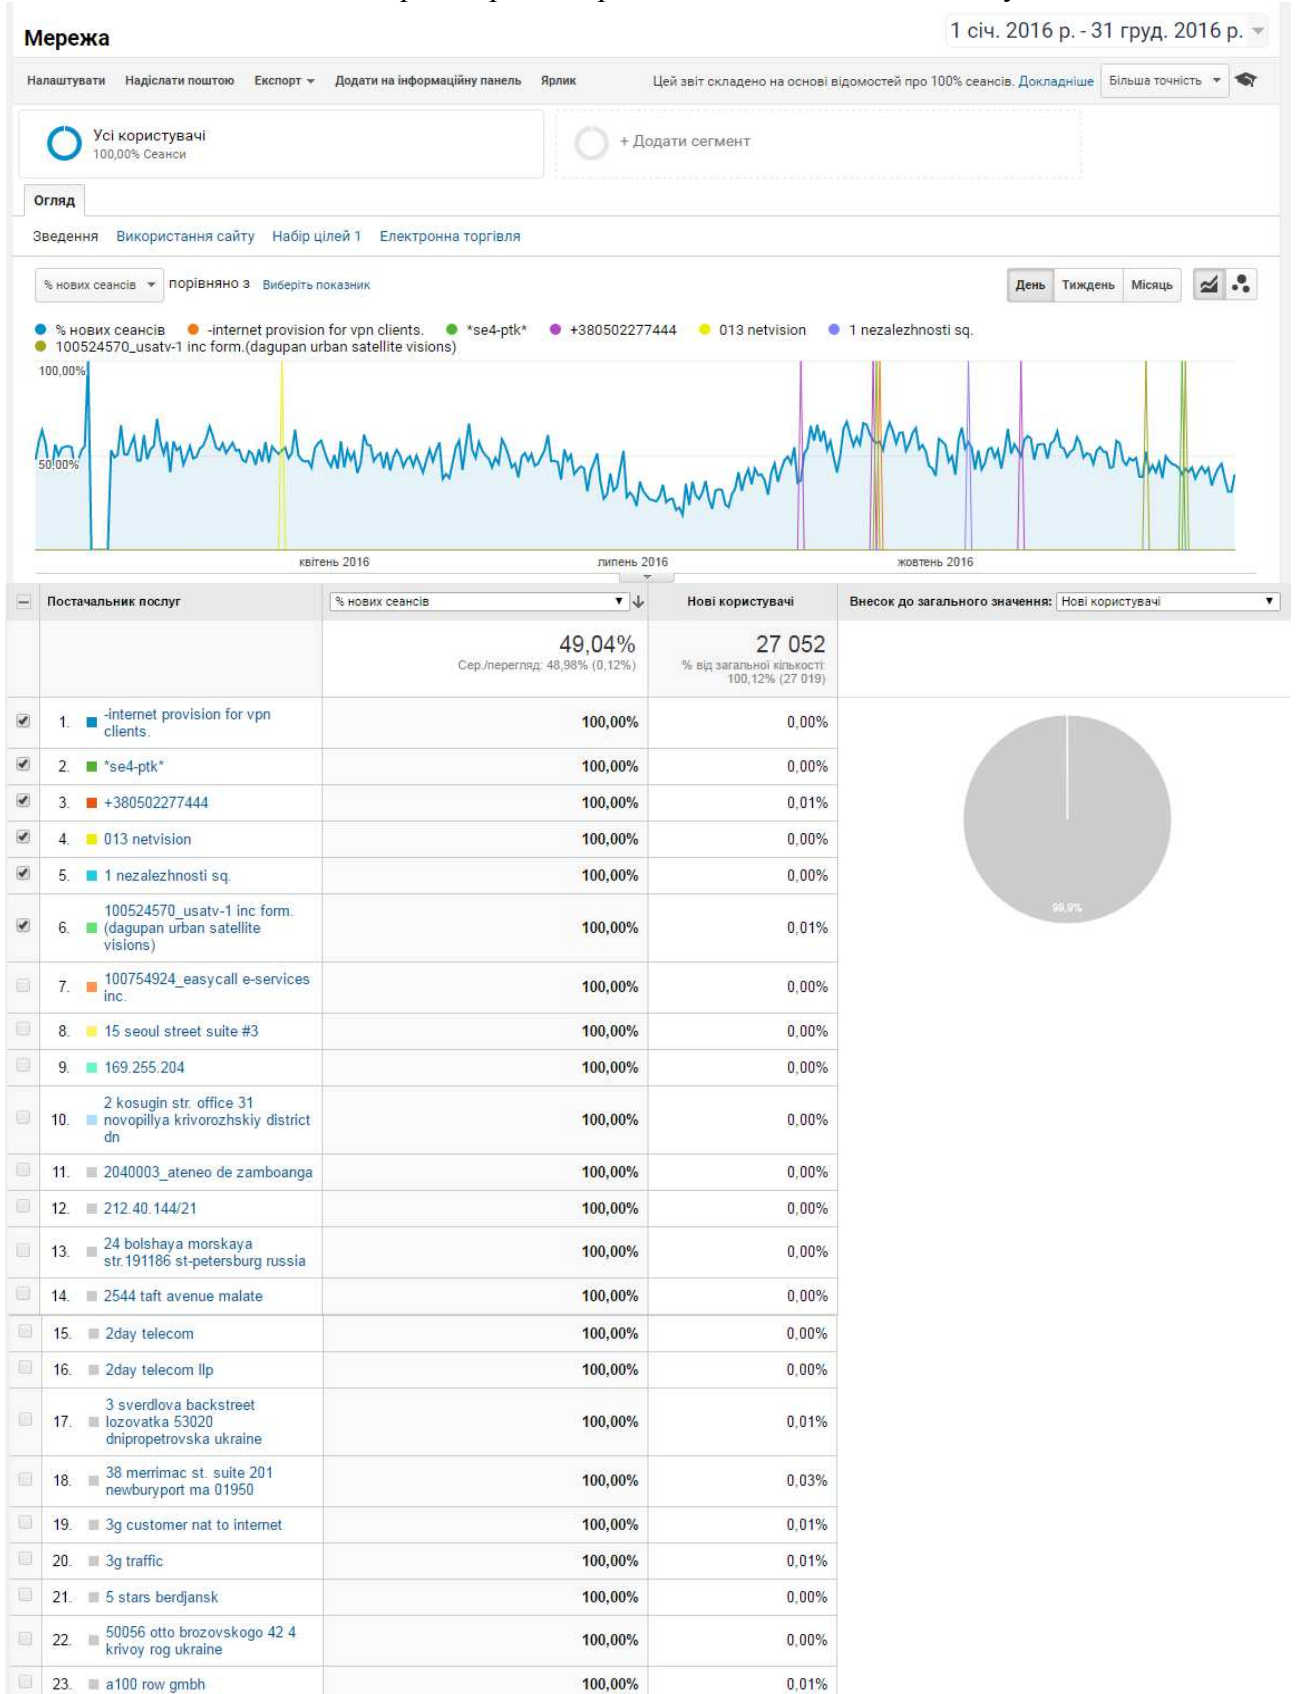 Мережа
1 січ. 2016 р. - 31 груд. 2016 р.
Налаштувати Надіслати поштою Експорт Додати на інформаційну панель Ярлик
Цей звіт складено на основі відомостей про 100% сеансів. Докладніше Більша точність
Усі користувачі
100,00% Сеанси
+ Додати сегмент
Огляд
Зведення Використання сайту Набір цілей 1 Електронна торгівля
% нових сеансів порівняно з Виберіть показник
День Тиждень Місяць
% нових сеансів -internet provision for vpn clients. *se4-ptk* +380502277444 013 netvision 1 nezalezhnosti sq.
100524570_usatv-1 inc form.(dagupan urban satellite visions)
100,00%
50,00%
квітень 2016 липень 2016 жовтень 2016
Постачальник послуг % нових сеансів Нові користувачі Внесок до загального значення: Нові користувачі
49,04% 27 052
Сер./перегляд: 48,98% (0,12%) % від загальної кількості:
100,12% (27 019)
1. -internet provision for vpn
clients. 100,00% 0,00%
2. *se4-ptk* 100,00% 0,00%
3. +380502277444 100,00% 0,01%
4. 013 netvision 100,00% 0,00%
5. 1 nezalezhnosti sq. 100,00% 0,00%
100524570_usatv-1 inc form.
6. (dagupan urban satellite 100,00% 0,01%
visions)
99,9%
7. 100754924_easycall e-services
inc. 100,00% 0,00%
8. 15 seoul street suite #3 100,00% 0,00%
9. 169.255.204 100,00% 0,00%
2 kosugin str. office 31
10. novopillya krivorozhskiy district 100,00% 0,00%
dn
11. 2040003_ateneo de zamboanga 100,00% 0,00%
12. 212.40.144/21 100,00% 0,00%
13. 24 bolshaya morskaya
str.191186 st-petersburg russia 100,00% 0,00%
14. 2544 taft avenue malate 100,00% 0,00%
15. 2day telecom 100,00% 0,00%
16. 2day telecom llp 100,00% 0,00%
3 sverdlova backstreet
17. lozovatka 53020 100,00% 0,01%
dnipropetrovska ukraine
18. 38 merrimac st. suite 201
newburyport ma 01950 100,00% 0,03%
19. 3g customer nat to internet 100,00% 0,01%
20. 3g traffic 100,00% 0,01%
21. 5 stars berdjansk 100,00% 0,00%
22. 50056 otto brozovskogo 42 4
krivoy rog ukraine 100,00% 0,00%
23. a100 row gmbh 100,00% 0,01%